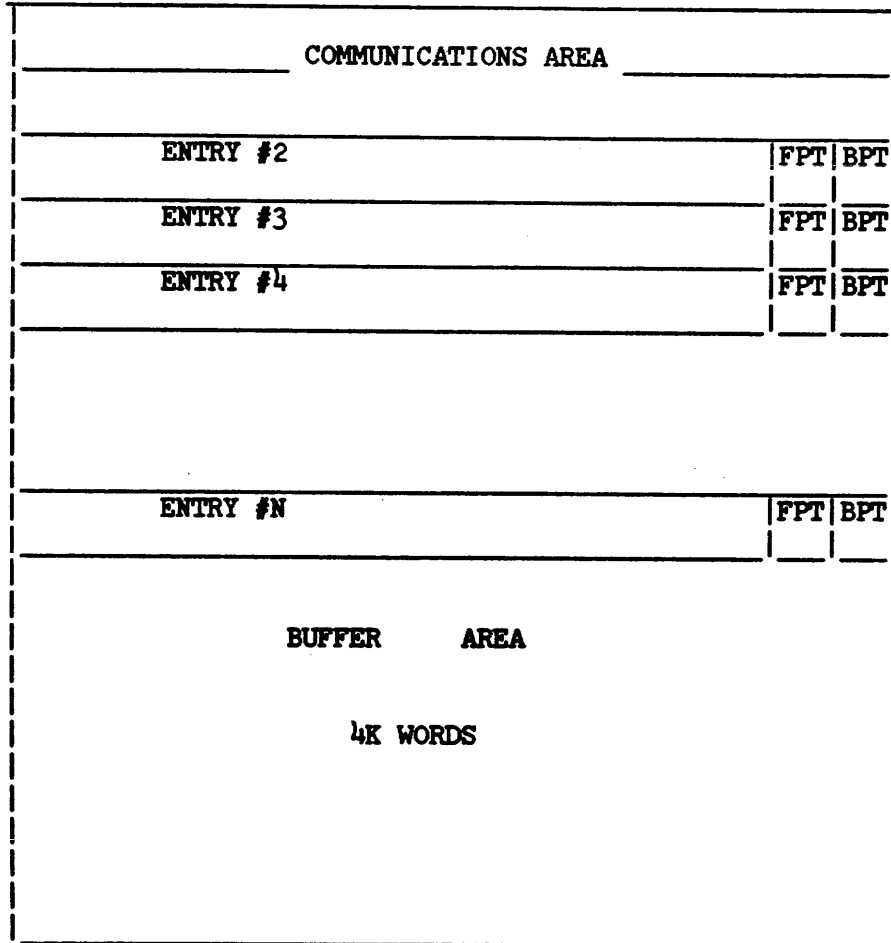 COMMUNICATIONS AREA
ENTRY #2 FPT BPT
ENTRY #3 FPT BPT
ENTRY #4 FPT BPT
ENTRY #N FPT BPT
BUFFER AREA
4K WORDS